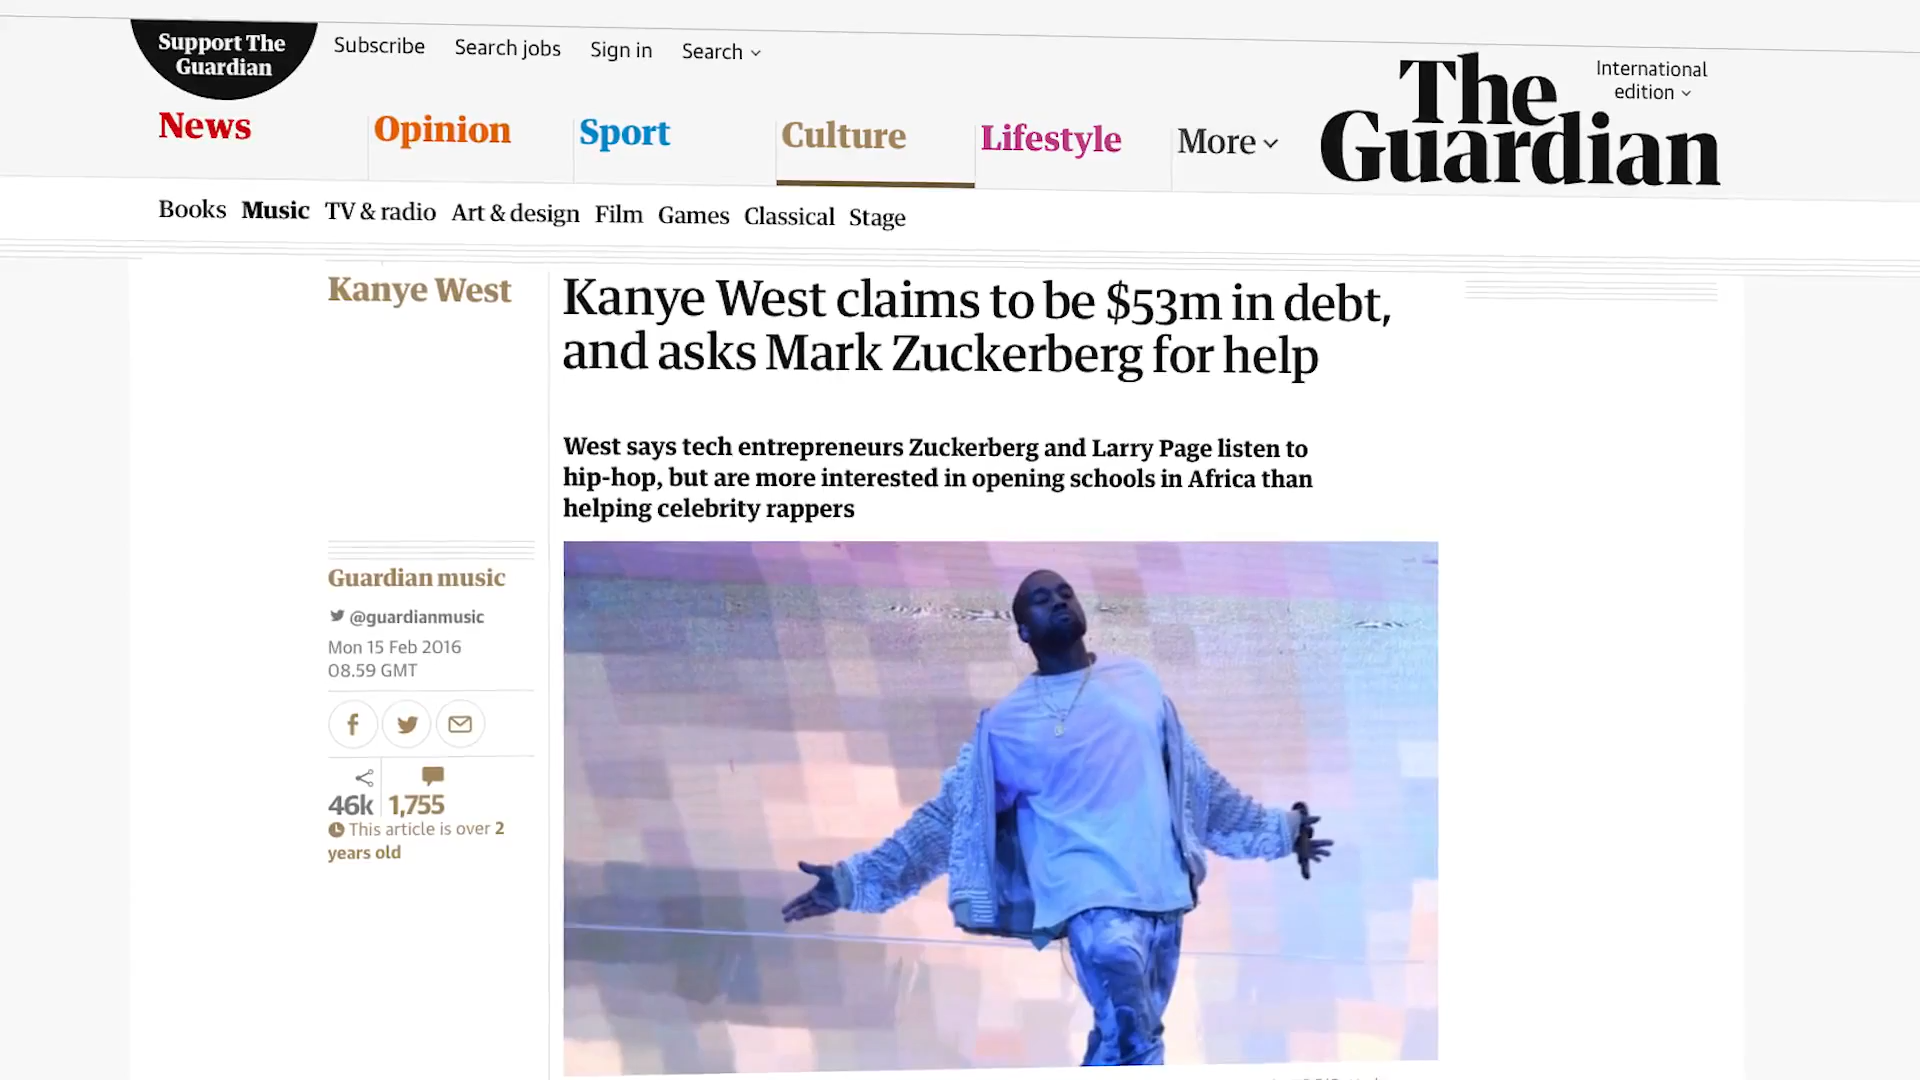 Support The
Guardian
Subscribe
Search jobs
Sign in
Search
International
edition
The
Guardian
News
Opinion
Sport
Culture
Lifestyle
More
Books
Music
TV & radio
Art & design
Film
Games
Classical
Stage
Kanye West
Kanye West claims to be $53m in debt,
and asks Mark Zuckerberg for help
West says tech entrepreneurs Zuckerberg and Larry Page listen to
hip-hop, but are more interested in opening schools in Africa than
helping celebrity rappers
Guardian music
@guardianmusic
Mon 15 Feb 2016
08.59 GMT
46k
1,755
This article is over 2
years old